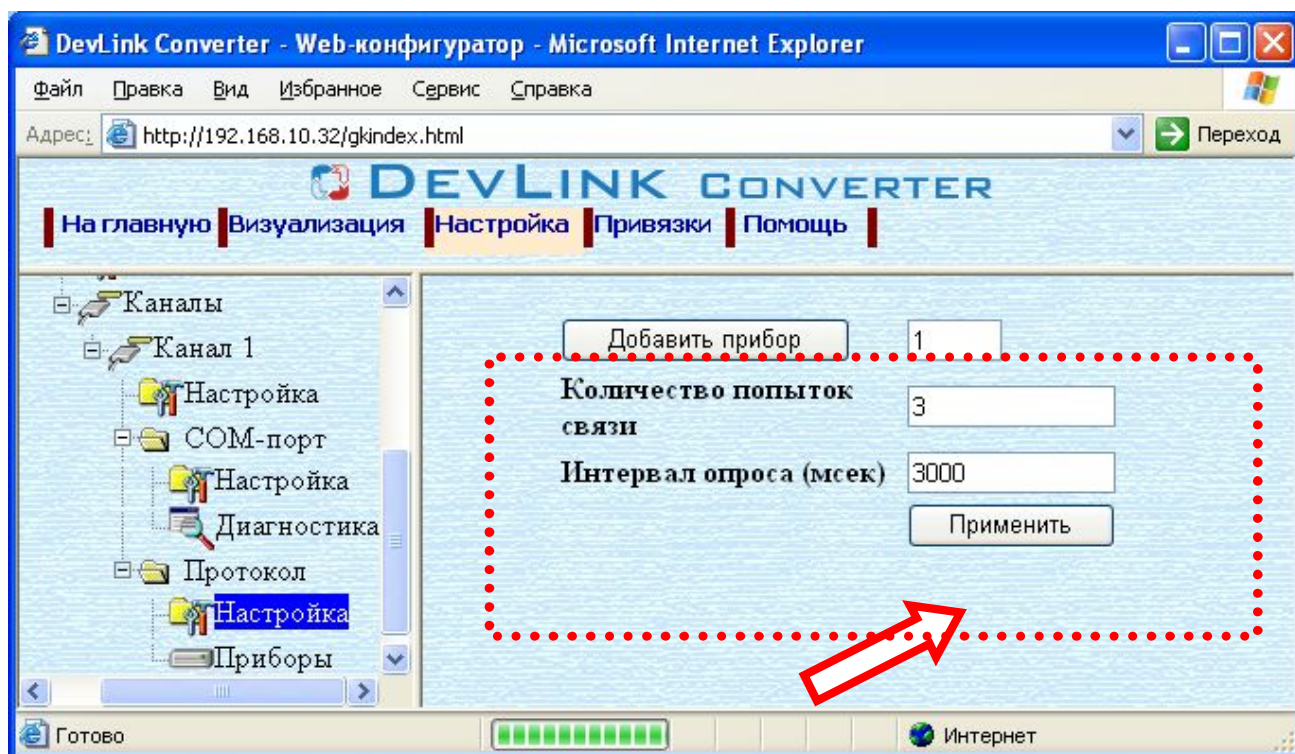 DevLink Converter - Web-конфигуратор - Microsoft Internet Explorer
Файл Правка Вид Избранное Сервис Справка
Адрес: http://192.168.10.32/gkindex.html Переход
DEVLINK CONVERTER
На главную Визуализация Настройка Привязки Помощь
Каналы
Канал 1
Настройка
COM-порт
Настройка
Диагностика
Протокол
Настройка
Приборы
Добавить прибор 1
Количество попыток
связи
3
Интервал опроса (мсек) 3000
Применить
Готово Интернет